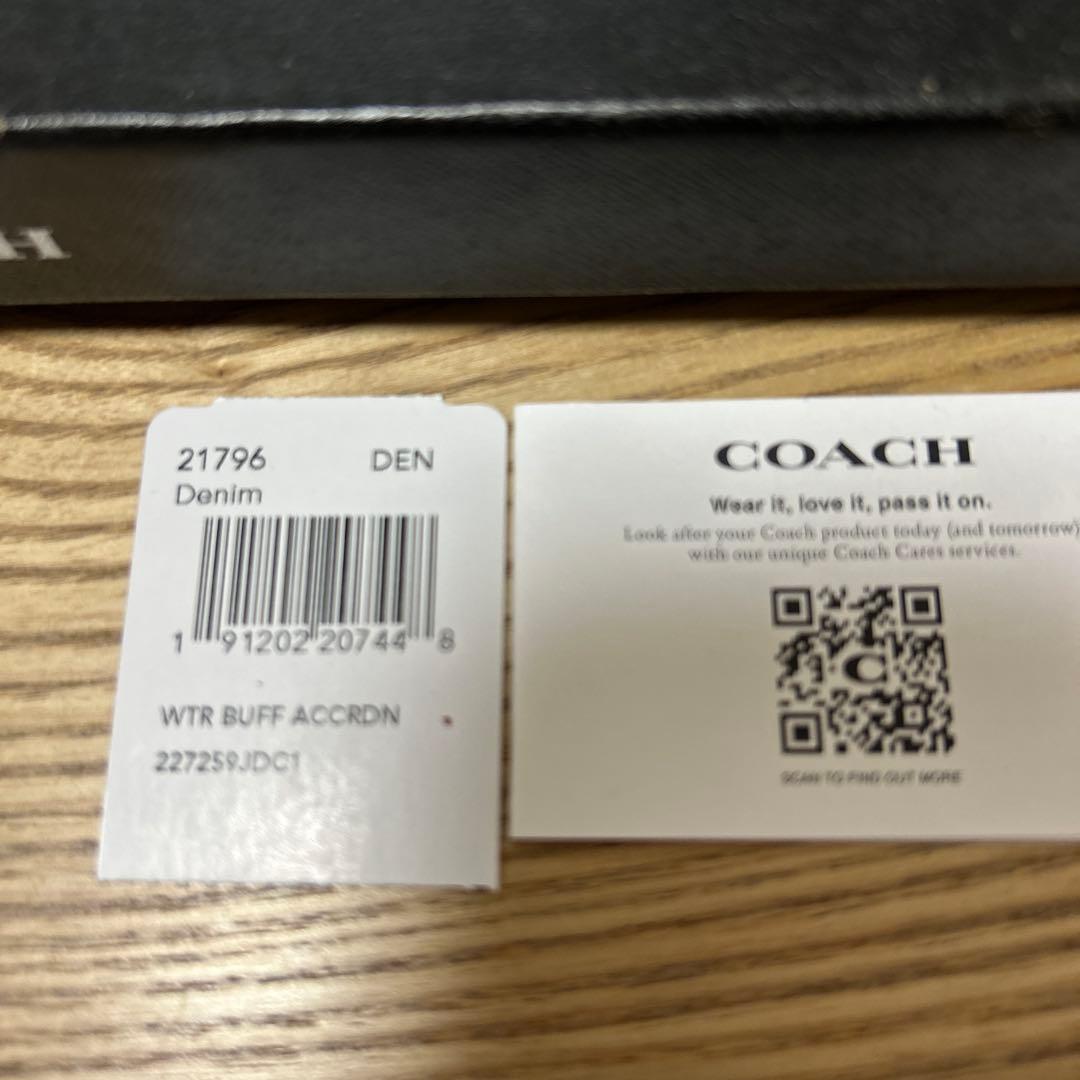 CH
21796 DEN
Denim
1 91202 20744 8
WTR BUFF ACCRDN
227259JDC1
COACH
Wear it, love it, pass it on.
Look after your Coach product today (and tomorrow)
with our unique Coach Cares services.
C
SCAN TO FIND OUT MORE